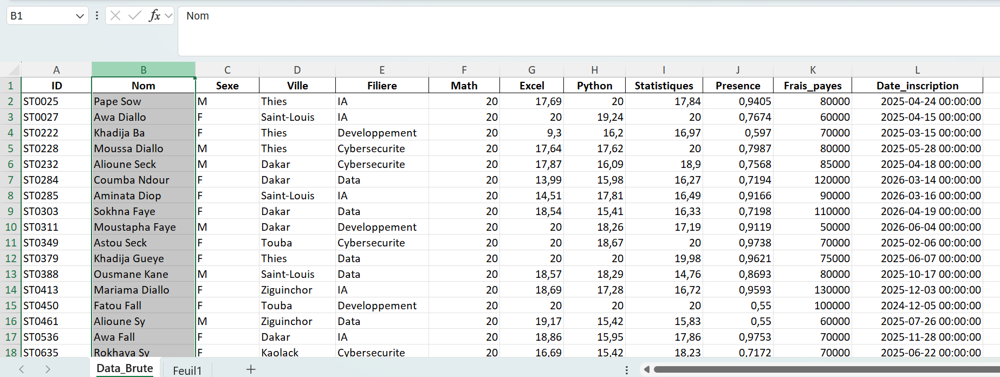 B1 fx Nom
A B C D E F G H I J K L
1 ID Nom Sexe Ville Filiere Math Excel Python Statistiques Presence Frais_payes Date_inscription
2 ST0025 Pape Sow M Thies IA 20 17,69 20 17,84 0,9405 80000 2025-04-24 00:00:00
3 ST0027 Awa Diallo F Saint-Louis IA 20 20 19,24 20 0,7674 60000 2025-04-15 00:00:00
4 ST0222 Khadija Ba F Thies Developpement 20 9,3 16,2 16,97 0,597 70000 2025-03-15 00:00:00
5 ST0228 Moussa Diallo M Thies Cybersecurite 20 17,64 17,62 20 0,7987 80000 2025-05-28 00:00:00
6 ST0232 Alioune Seck M Dakar Cybersecurite 20 17,87 16,09 18,9 0,7568 85000 2025-04-18 00:00:00
7 ST0284 Coumba Ndour F Dakar Data 20 13,99 15,98 16,27 0,7194 120000 2026-03-14 00:00:00
8 ST0285 Aminata Diop F Saint-Louis IA 20 14,51 17,81 16,49 0,9166 90000 2026-03-16 00:00:00
9 ST0303 Sokhna Faye F Dakar Data 20 18,54 15,41 16,33 0,7198 110000 2026-04-19 00:00:00
10 ST0311 Moustapha Faye M Dakar Developpement 20 20 18,26 17,19 0,9119 50000 2026-06-04 00:00:00
11 ST0349 Astou Seck F Touba Cybersecurite 20 20 18,67 20 0,9738 70000 2025-02-06 00:00:00
12 ST0379 Khadija Gueye F Thies Data 20 20 20 19,98 0,9621 75000 2025-06-07 00:00:00
13 ST0388 Ousmane Kane M Saint-Louis Data 20 18,57 18,29 14,76 0,8693 80000 2025-10-17 00:00:00
14 ST0413 Mariama Diallo F Ziguinchor IA 20 18,69 17,28 16,72 0,9593 130000 2025-12-03 00:00:00
15 ST0450 Fatou Fall F Touba Developpement 20 20 20 20 0,55 100000 2024-12-05 00:00:00
16 ST0461 Alioune Sy M Ziguinchor Data 20 19,17 15,42 15,83 0,55 60000 2025-07-26 00:00:00
17 ST0536 Awa Fall F Dakar IA 20 18,86 15,95 17,86 0,9753 70000 2025-11-28 00:00:00
18 ST0635 Rokhaya Sy F Kaolack Cybersecurite 20 16,69 15,42 18,23 0,7172 70000 2025-06-22 00:00:00
Data_Brute Feuil1